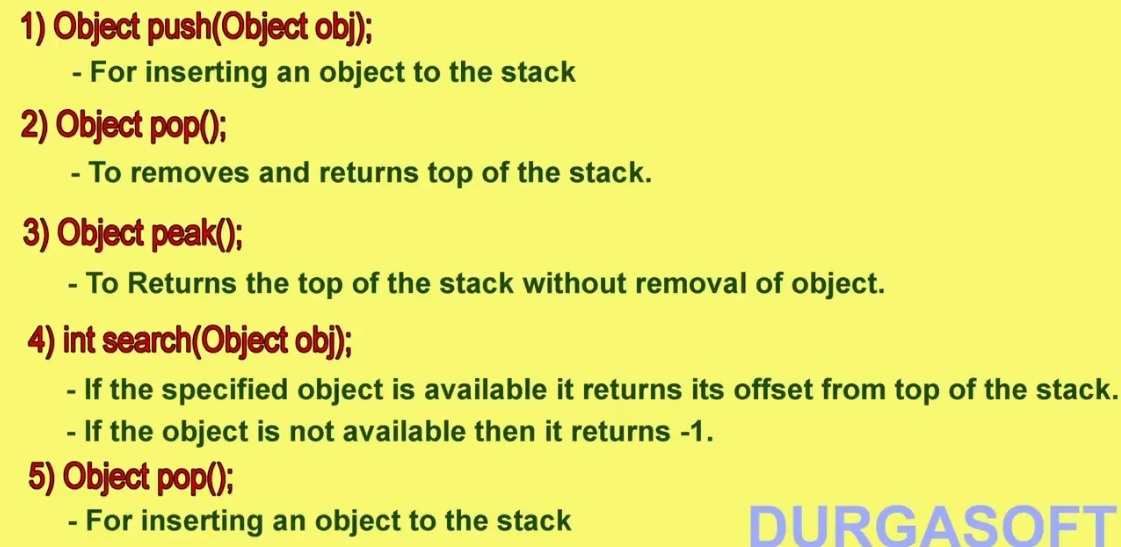 1) Object push(Object obj);
- For inserting an object to the stack
2) Object pop();
- To removes and returns top of the stack.
3) Object peak();
- To Returns the top of the stack without removal of object.
4) int search(Object obj);
- If the specified object is available it returns its offset from top of the stack.
- If the object is not available then it returns -1.
5) Object pop();
- For inserting an object to the stack
DURGASOFT